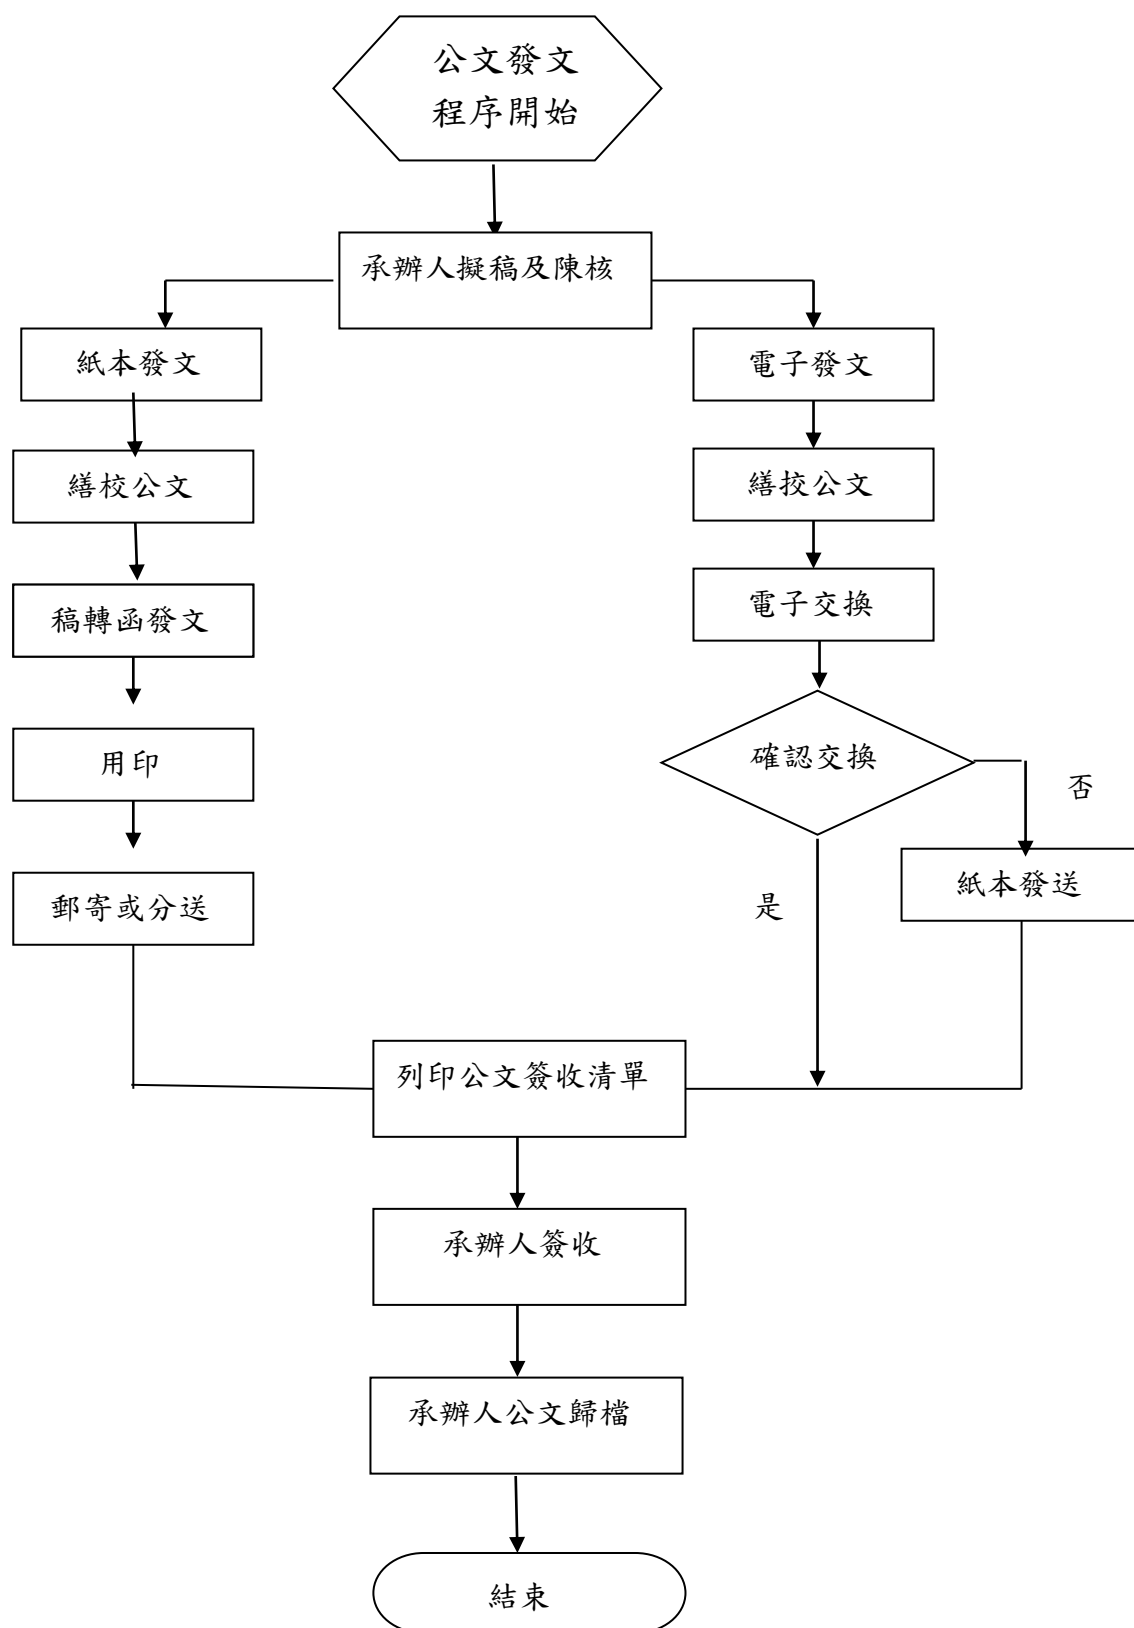 公文發文
程序開始
承辦人擬稿及陳核
紙本發文
電子發文
繕校公文
繕挍公文
稿轉函發文
電子交換
用印
確認交換
否
郵寄或分送
是
紙本發送
列印公文簽收清單
承辦人簽收
承辦人公文歸檔
結束